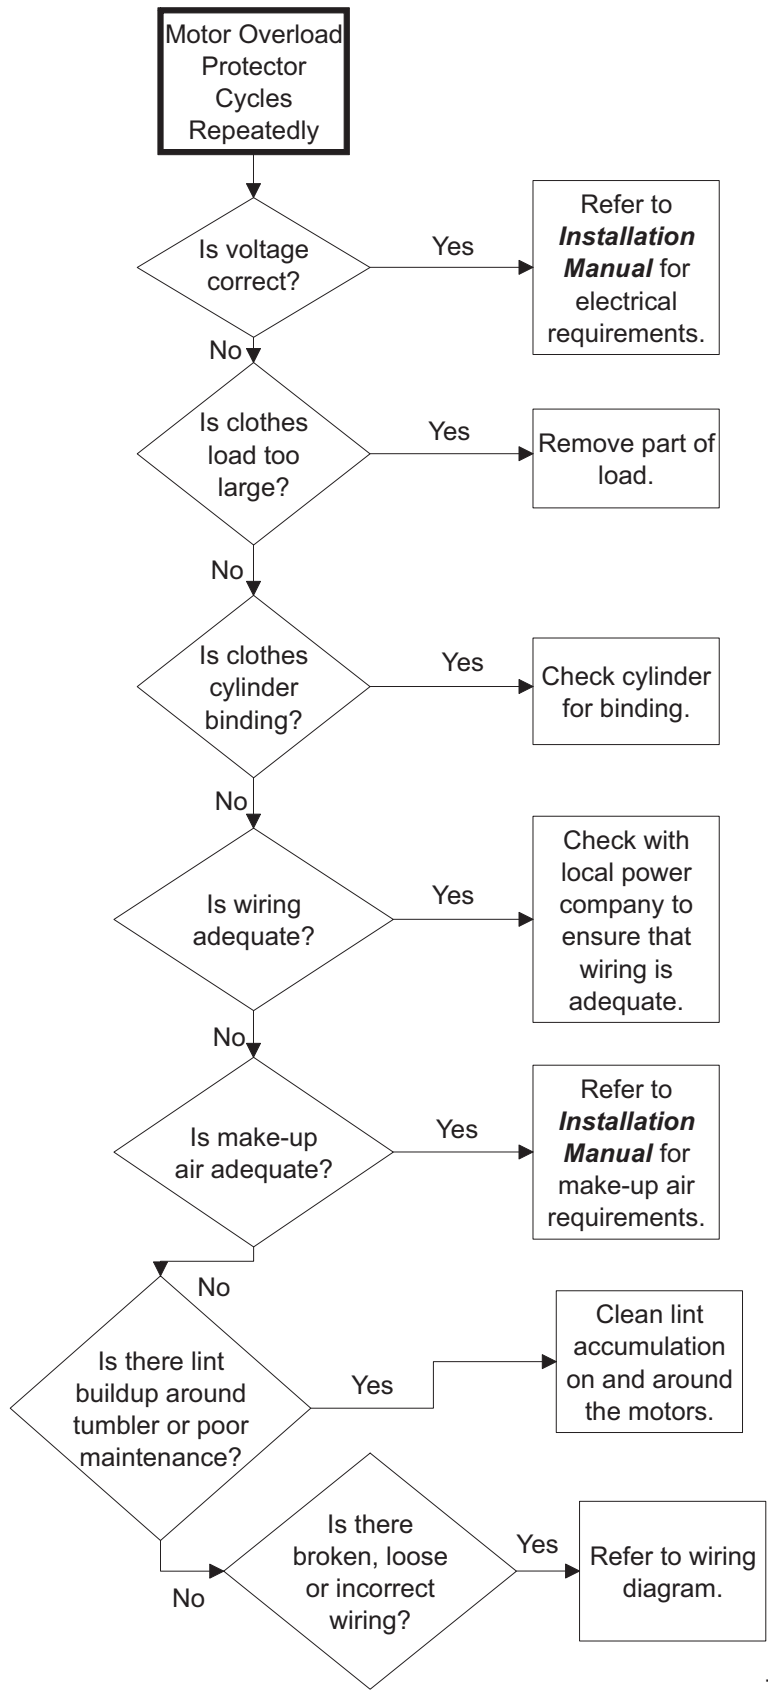 Motor Overload
Protector
Cycles
Repeatedly
Is voltage
correct?
Yes
Refer to
Installation
Manual for
electrical
requirements.
No
Is clothes
load too
large?
Yes
Remove part of
load.
No
Is clothes
cylinder
binding?
Yes
Check cylinder
for binding.
No
Is wiring
adequate?
Yes
Check with
local power
company to
ensure that
wiring is
adequate.
No
Is make-up
air adequate?
Yes
Refer to
Installation
Manual for
make-up air
requirements.
No
Is there lint
buildup around
tumbler or poor
maintenance?
Yes
Clean lint
accumulation
on and around
the motors.
No
Is there
broken, loose
or incorrect
wiring?
Yes
Refer to wiring
diagram.